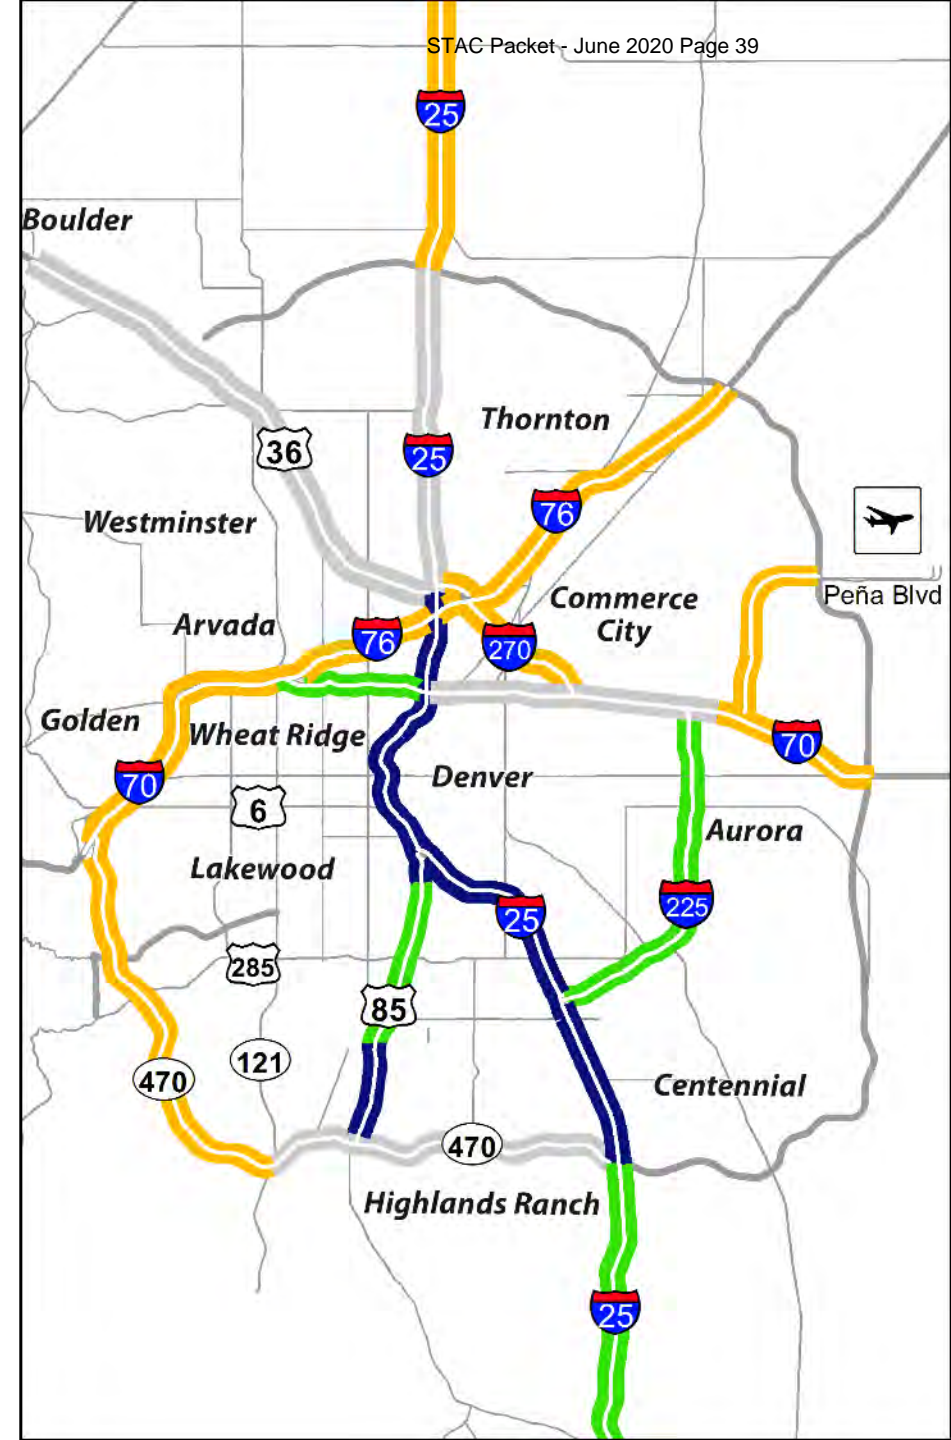 STAC Packet - June 2020 Page 39
25
Boulder
Thornton
36
25
76
Westminster
Peña Blvd
Commerce
City
Arvada
76
270
Golden
Wheat Ridge
70
Denver
70
6
Aurora
Lakewood
225
25
285
85
121
470
Centennial
470
Highlands Ranch
25